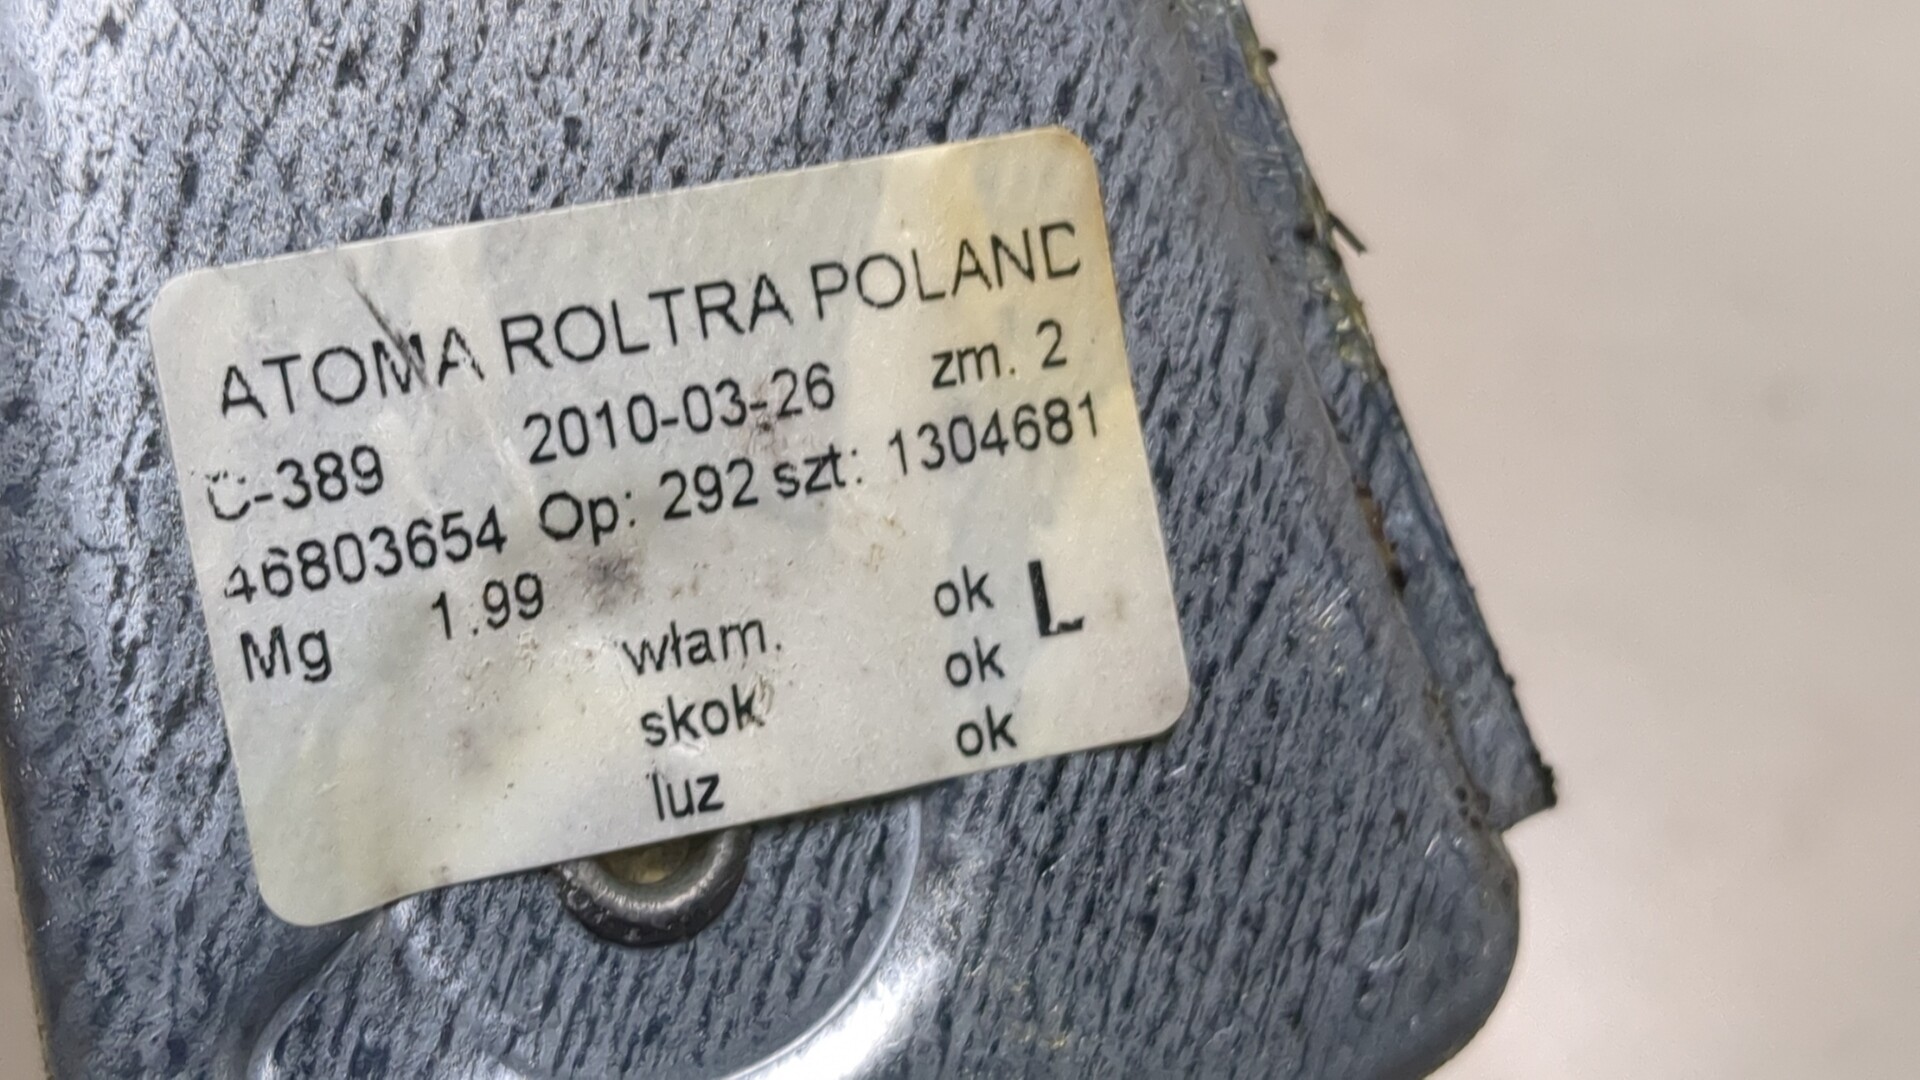 ATOMA ROLTRA POLAND
C-389 2010-03-26 zm. 2
46803654 Op: 292 szt: 1304681
Mg 1.99
włam. ok L
skok ok
luz ok